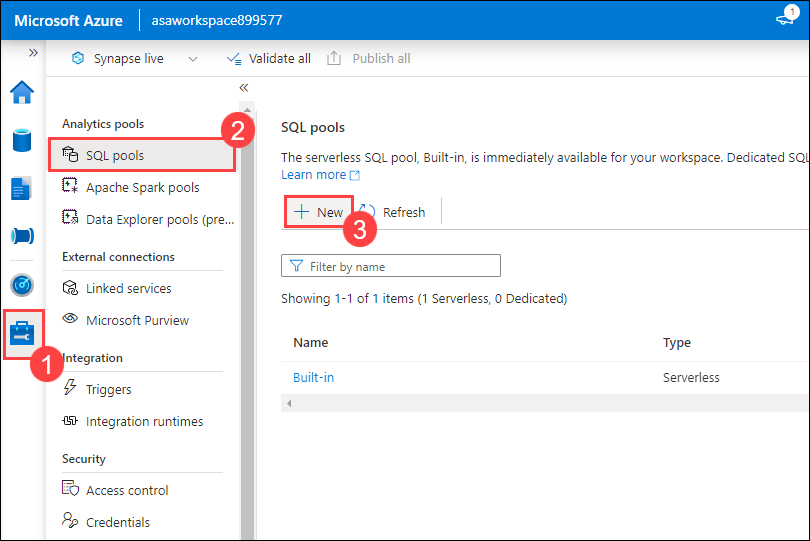 Microsoft Azure
asaworkspace899577
1
Synapse live
Validate all
Publish all
Analytics pools
2
SQL pools
Apache Spark pools
Data Explorer pools (pre...
External connections
Linked services
Microsoft Purview
1
Integration
Triggers
Integration runtimes
Security
Access control
Credentials
SQL pools
The serverless SQL pool, Built-in, is immediately available for your workspace. Dedicated SQL
Learn more
New
3
Refresh
Filter by name
Showing 1-1 of 1 items (1 Serverless, 0 Dedicated)
Name Type
Built-in Serverless